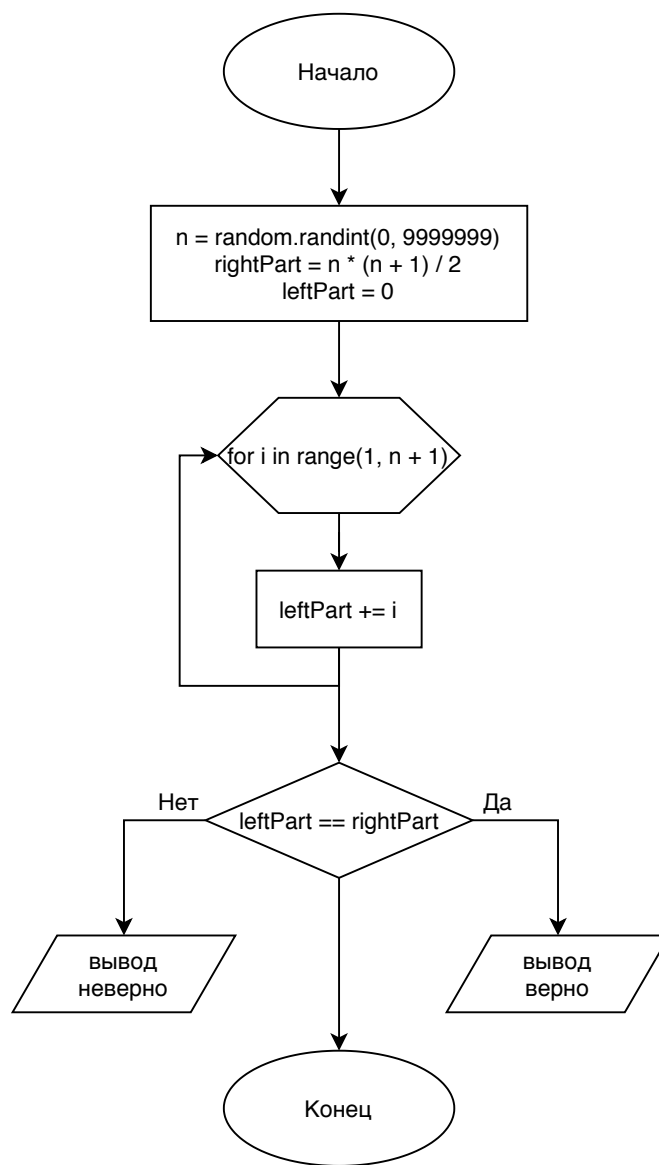 Начало
n = random.randint(0, 9999999)
rightPart = n * (n + 1) / 2
leftPart = 0
for i in range(1, n + 1)
leftPart += i
Нет
leftPart == rightPart
Да
вывод
неверно
вывод
верно
Конец